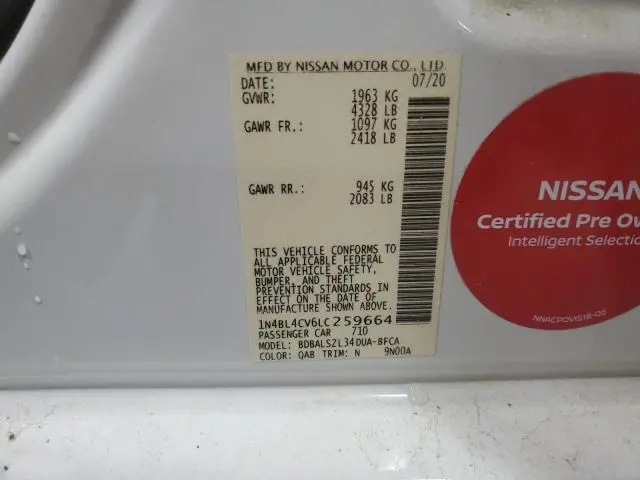 MFD BY NISSAN MOTOR CO., LTD.
DATE: 07/20
GVWR: 1963 KG
4328 LB
GAWR FR.: 1097 KG
2418 LB
GAWR RR.: 945 KG
2083 LB
THIS VEHICLE CONFORMS TO
ALL APPLICABLE FEDERAL
MOTOR VEHICLE SAFETY,
BUMPER, AND THEFT
PREVENTION STANDARDS IN
EFFECT ON THE DATE OF
MANUFACTURE SHOWN ABOVE.
1N4BL4CV6LC259664
PASSENGER CAR 710
MODEL: BDBALSZL34DUA-BFCA
COLOR: QAB TRIM: N 9N00A
NISSAN
Certified Pre Ow
Intelligent Selectio
NNACPOVIS18-06